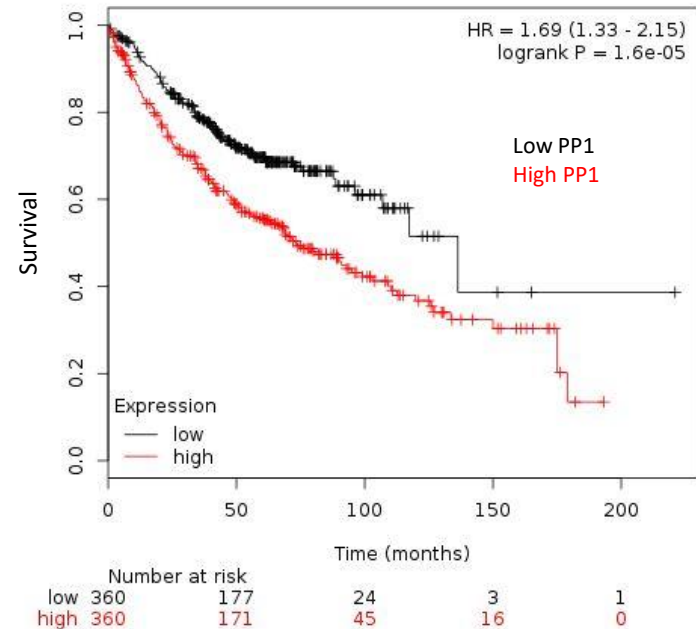 HR = 1.69 (1.33 - 2.15)
logrank P = 1.6e-05
Low PP1
High PP1
Survival
1.0
0.8
0.6
0.4
0.2
0.0
Expression
low
high
0 50 100 150 200
Time (months)
Number at risk
low 360 177 24 3 1
high 360 171 45 16 0